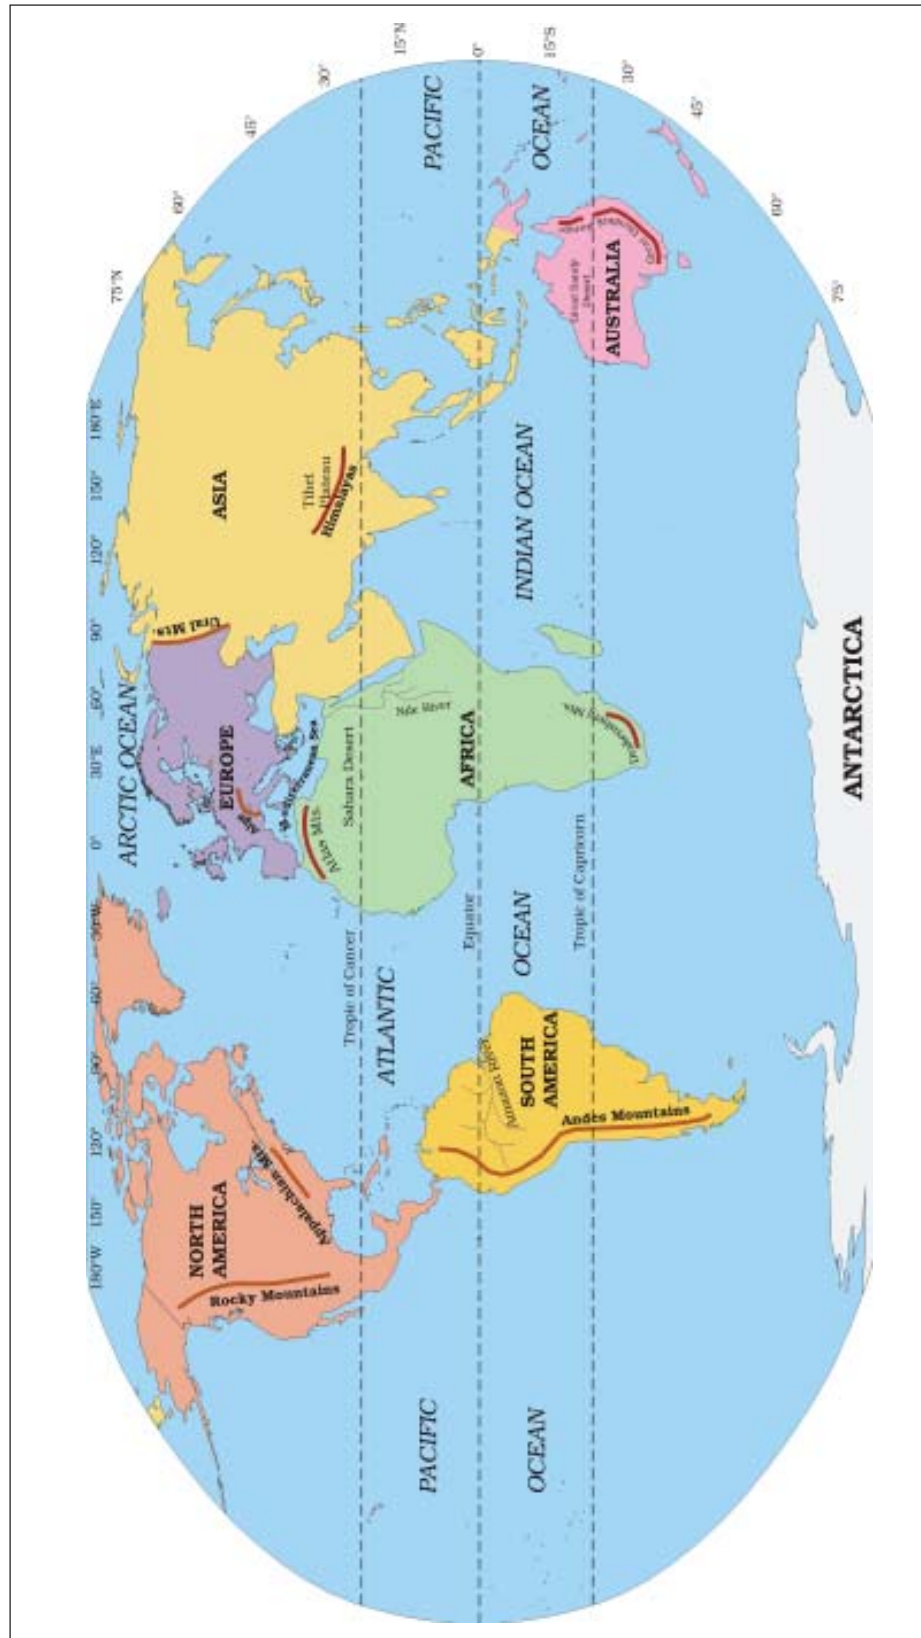 180°W
150°
120°
90°
60°
30°W
0°
30°E
60°
90°
120°
150°
180°E
75°N
60°
45°
30°
15°N
0°
15°S
30°
45°
60°
75°
ARCTIC OCEAN
NORTH
AMERICA
Rocky Mountains
Appalachian Mts.
EUROPE
Alps
Mediterranean Sea
Ural Mts.
ASIA
Tibet
Plateau
Himalayas
Atlas Mts.
Sahara Desert
Nile River
AFRICA
Drakensberg Mts.
Tropic of Cancer
Equator
Tropic of Capricorn
ATLANTIC
OCEAN
PACIFIC
OCEAN
PACIFIC
OCEAN
INDIAN OCEAN
SOUTH
AMERICA
Amazon River
Andes Mountains
AUSTRALIA
Great Sandy
Desert
Great Dividing Range
ANTARCTICA